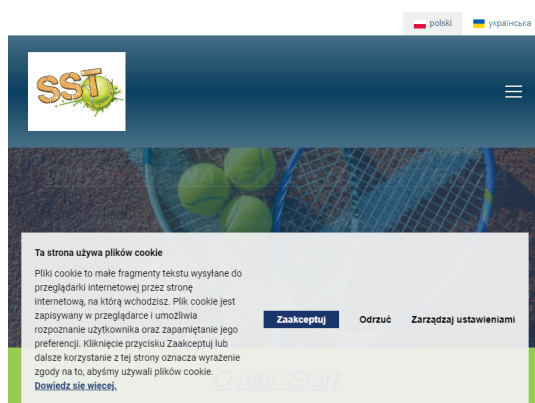 polski
українська
SST
Ta strona używa plików cookie
Pliki cookie to małe fragmenty tekstu wysyłane do
przeglądarki internetowej przez stronę
internetową, na którą wchodzisz. Plik cookie jest
zapisywany w przeglądarce i umożliwia
rozpoznanie użytkownika oraz zapamiętanie jego
preferencji. Kliknięcie przycisku Zaakceptuj lub
dalsze korzystanie z tej strony oznacza wyrażenie
zgody na to, abyśmy używali plików cookie.
Dowiedz się więcej.
Zaakceptuj
Odrzuć
Zarządzaj ustawieniami
O nas /Start